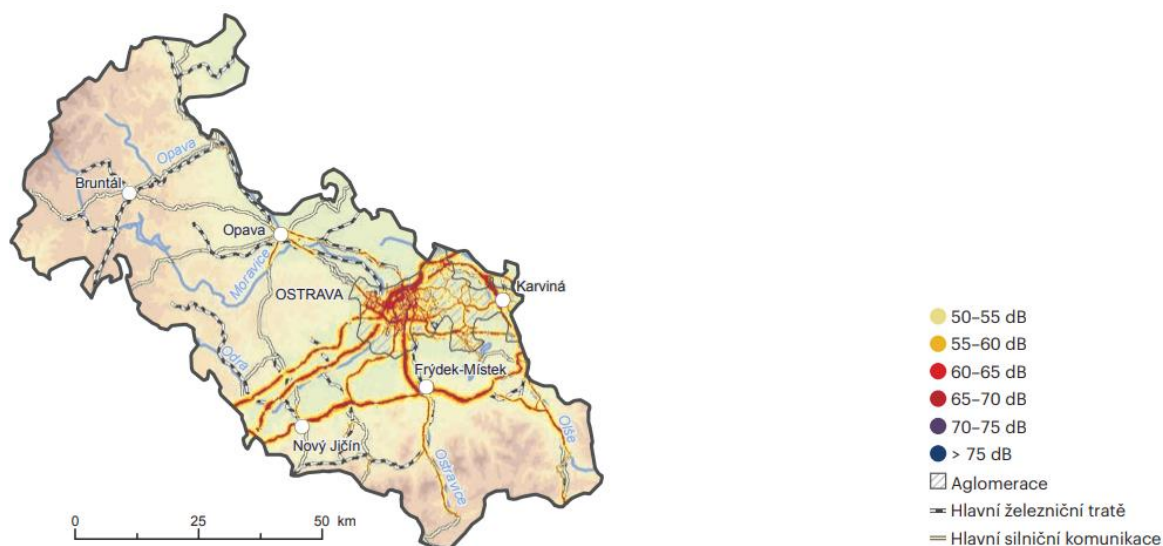 Opava
Bruntál
Opava
Moravice
OSTRAVA
Karviná
Odra
Frýdek-Místek
Nový Jičín
Ostravice
Olše
0 25 50 km
50–55 dB
55–60 dB
60–65 dB
65–70 dB
70–75 dB
> 75 dB
Aglomerace
Hlavní železniční tratě
Hlavní silniční komunikace